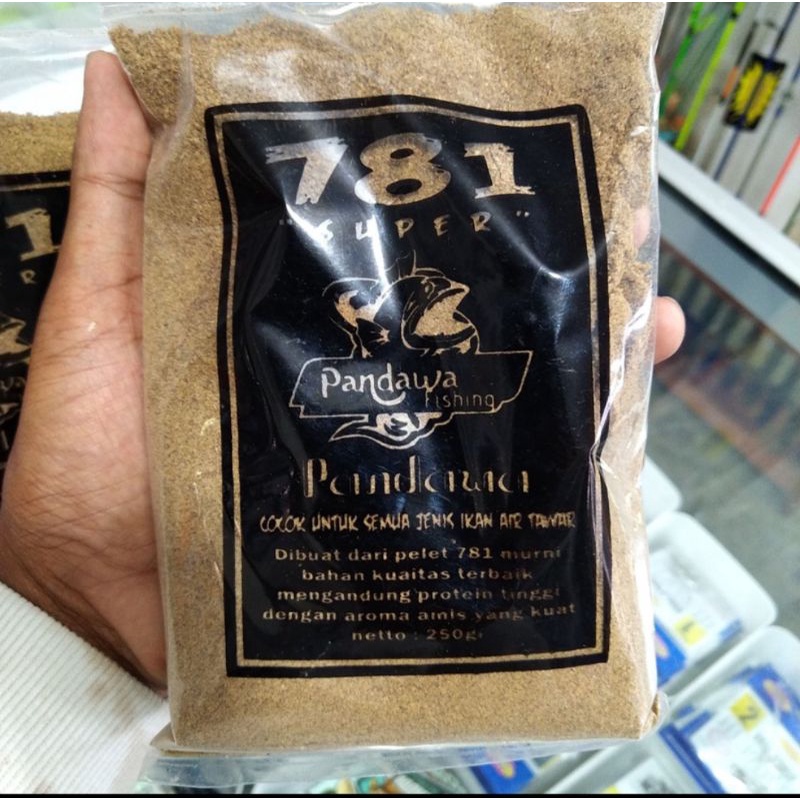 781
"SUPER"
Pandawa
fishing
Pandawa
COCOK UNTUK SEMUA JENIS IKAN AIR TAWAR
Dibuat dari pelet 781 murni
bahan kuaitas terbaik
mengandung protein tinggi
dengan aroma amis yang kuat
netto : 250gr